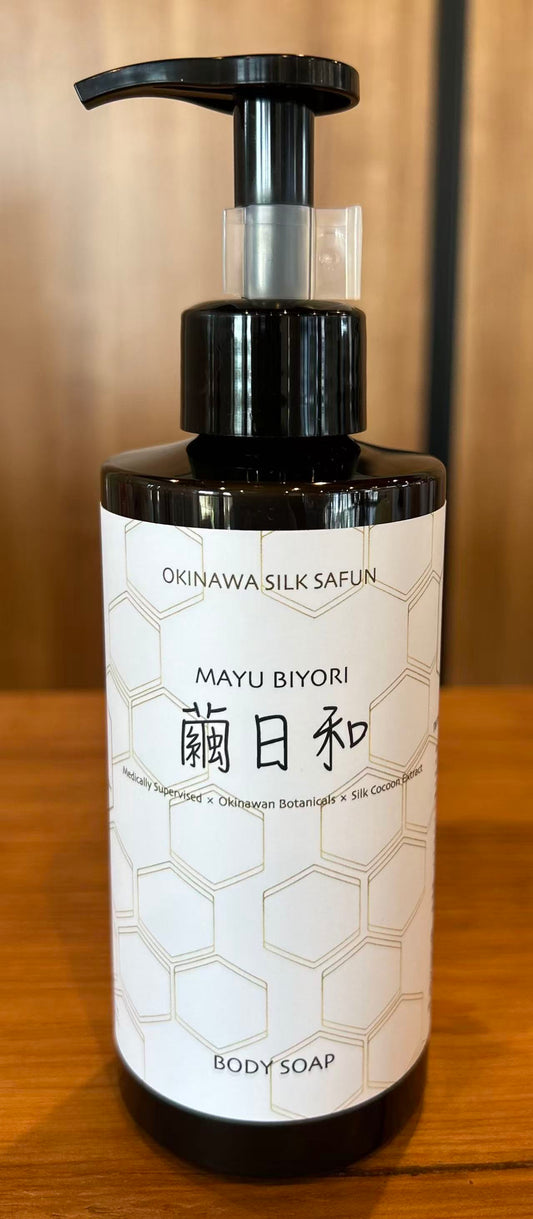 OKINAWA SILK SAFUN
MAYU BIYORI
繭日和
Medically Supervised × Okinawan Botanicals × Silk Cocoon Extract
BODY SOAP